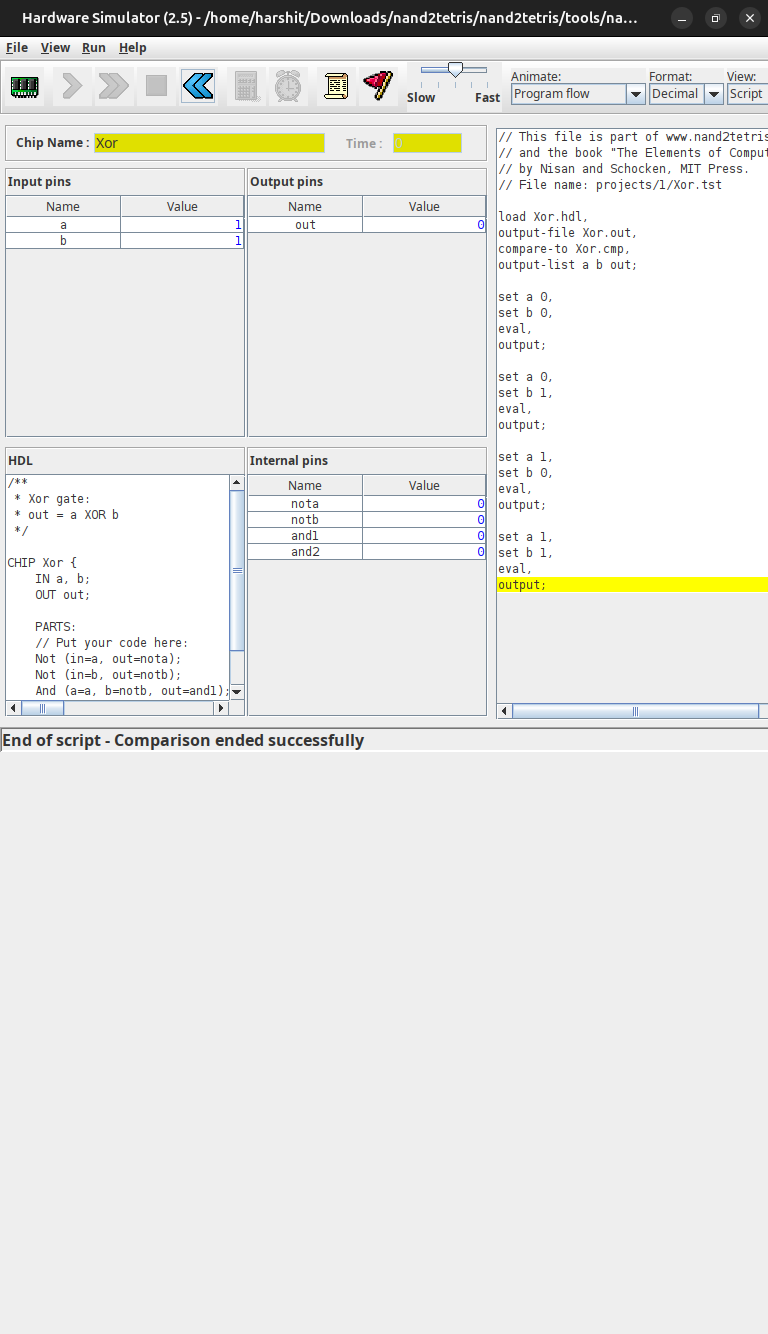 Hardware Simulator (2.5) - /home/harshit/Downloads/nand2tetris/nand2tetris/tools/na...
File View Run Help
Slow Fast
Animate: Format: View:
Program flow Decimal Script
Chip Name : Xor Time : 0
Input pins
Name Value
a 1
b 1
Output pins
Name Value
out 0
HDL
/**
* Xor gate:
* out = a XOR b
*/
CHIP Xor {
IN a, b;
OUT out;
PARTS:
// Put your code here:
Not (in=a, out=nota);
Not (in=b, out=notb);
And (a=a, b=notb, out=and1);
Internal pins
Name Value
nota 0
notb 0
and1 0
and2 0
// This file is part of www.nand2tetris
// and the book "The Elements of Comput
// by Nisan and Schocken, MIT Press.
// File name: projects/1/Xor.tst
load Xor.hdl,
output-file Xor.out,
compare-to Xor.cmp,
output-list a b out;
set a 0,
set b 0,
eval,
output;
set a 0,
set b 1,
eval,
output;
set a 1,
set b 0,
eval,
output;
set a 1,
set b 1,
eval,
output;
End of script - Comparison ended successfully